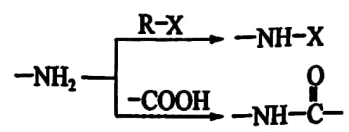 R-X
-NH-X
-NH₂
O
-COOH
-NH-C-